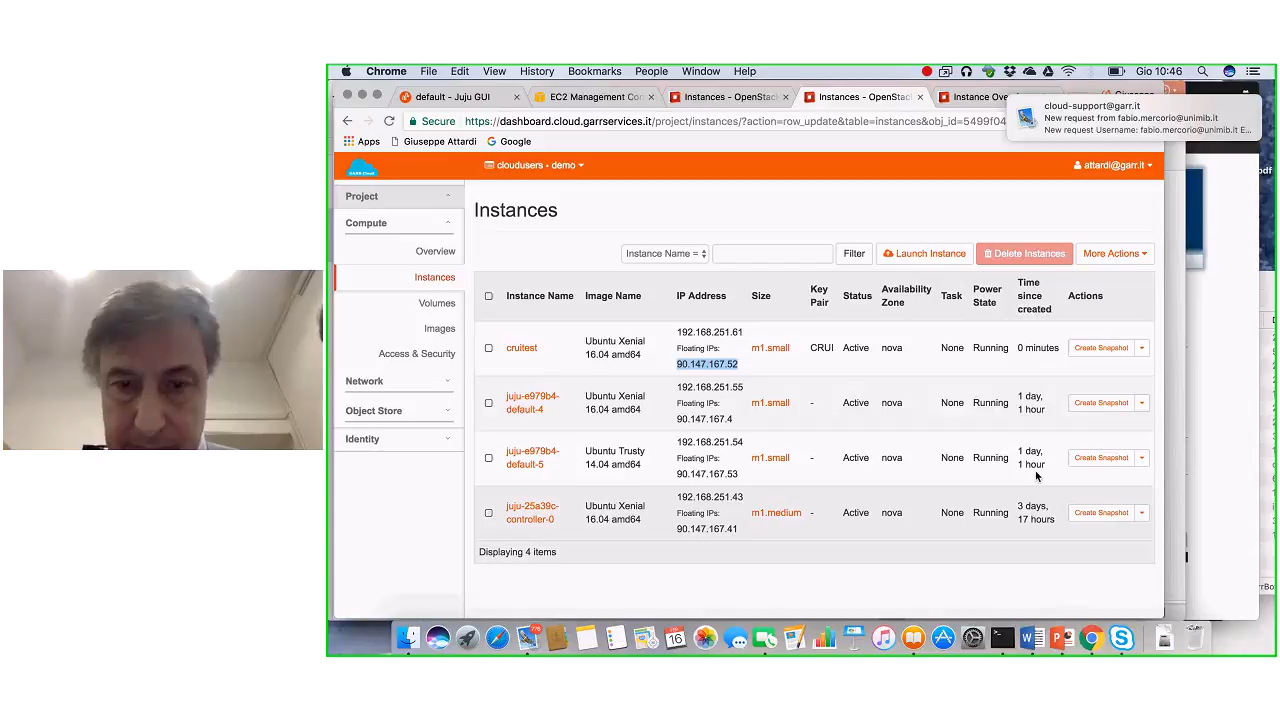 Chrome File Edit View History Bookmarks People Window Help Gio 10:46
default - Juju GUI × EC2 Management Con × Instances - OpenStack × Instances - OpenStack × Instance Ove
Secure https://dashboard.cloud.garrservices.it/project/instances/?action=row_update&table=instances&obj_id=5499f04
cloud-support@garr.it
New request from fabio.mercorio@unimib.it
New request Username: fabio.mercorio@unimib.it E...
Apps Giuseppe Attardi Google
GARR Cloud cloudusers • demo attardi@garr.it
Project
Compute
Overview
Instances
Volumes
Images
Access & Security
Network
Object Store
Identity
Instances
Instance Name = Filter Launch Instance Delete Instances More Actions
Instance Name Image Name IP Address Size Key Pair Status Availability Zone Task Power State Time since created Actions
cruitest Ubuntu Xenial 16.04 amd64 192.168.251.61 Floating IPs: 90.147.167.52 m1.small CRUI Active nova None Running 0 minutes Create Snapshot
juju-e979b4-default-4 Ubuntu Xenial 16.04 amd64 192.168.251.55 Floating IPs: 90.147.167.4 m1.small - Active nova None Running 1 day, 1 hour Create Snapshot
juju-e979b4-default-5 Ubuntu Trusty 14.04 amd64 192.168.251.54 Floating IPs: 90.147.167.53 m1.small - Active nova None Running 1 day, 1 hour Create Snapshot
juju-25a39c-controller-0 Ubuntu Xenial 16.04 amd64 192.168.251.43 Floating IPs: 90.147.167.41 m1.medium - Active nova None Running 3 days, 17 hours Create Snapshot
Displaying 4 items
pdf
16